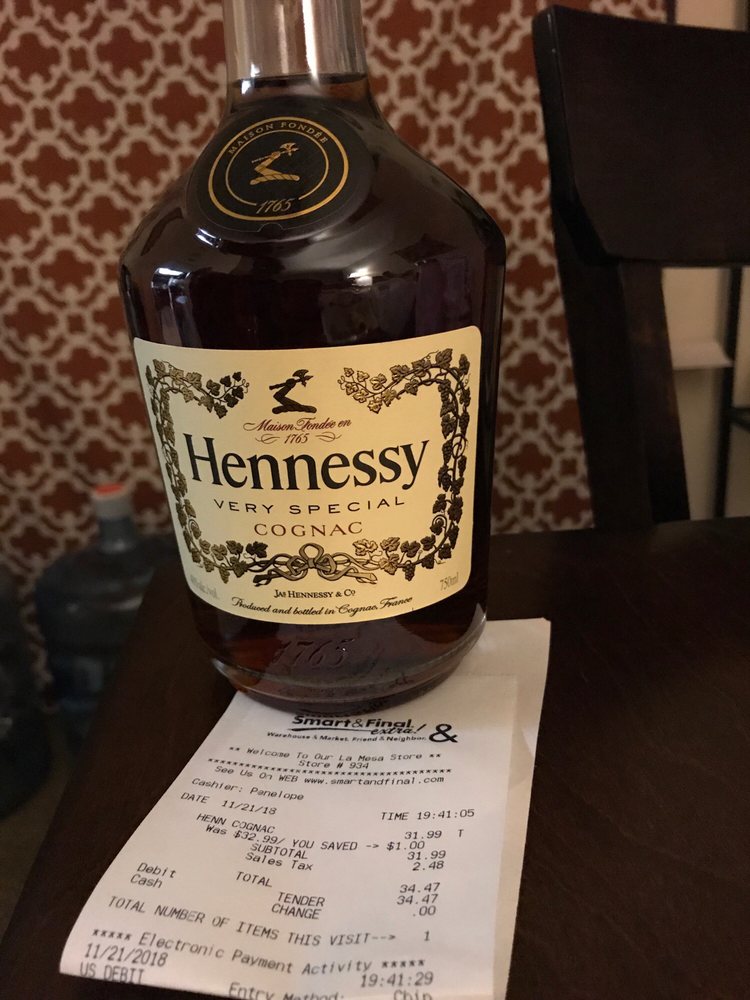 MAISON FONDÉE
1765
Maison Fondée en
1765
Hennessy
VERY SPECIAL
COGNAC
JAS HENNESSY & CO
Produced and bottled in Cognac, France
750ml
1765
Smart&Final
extra! &
Warehouse & Market. Friend & Neighbor.
** Welcome To Our La Mesa Store **
Store # 934
****************************************
See Us On WEB www.smartandfinal.com
Cashier: Panelope
DATE 11/21/18 TIME 19:41:05
HENN COGNAC 31.99 T
Was $32.99/ YOU SAVED -> $1.00
SUBTOTAL 31.99
Sales Tax 2.48
TOTAL 34.47
Debit TENDER 34.47
Cash CHANGE .00
TOTAL NUMBER OF ITEMS THIS VISIT--> 1
***** Electronic Payment Activity *****
11/21/2018 19:41:29
US DEBIT Entry Method: Chip